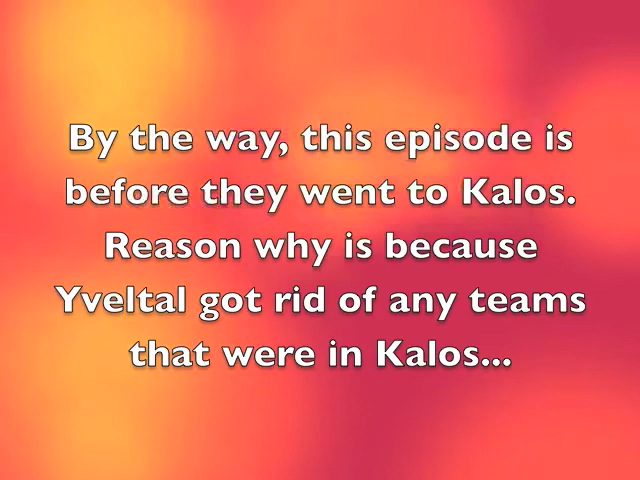 By the way, this episode is
before they went to Kalos.
Reason why is because
Yveltal got rid of any teams
that were in Kalos...